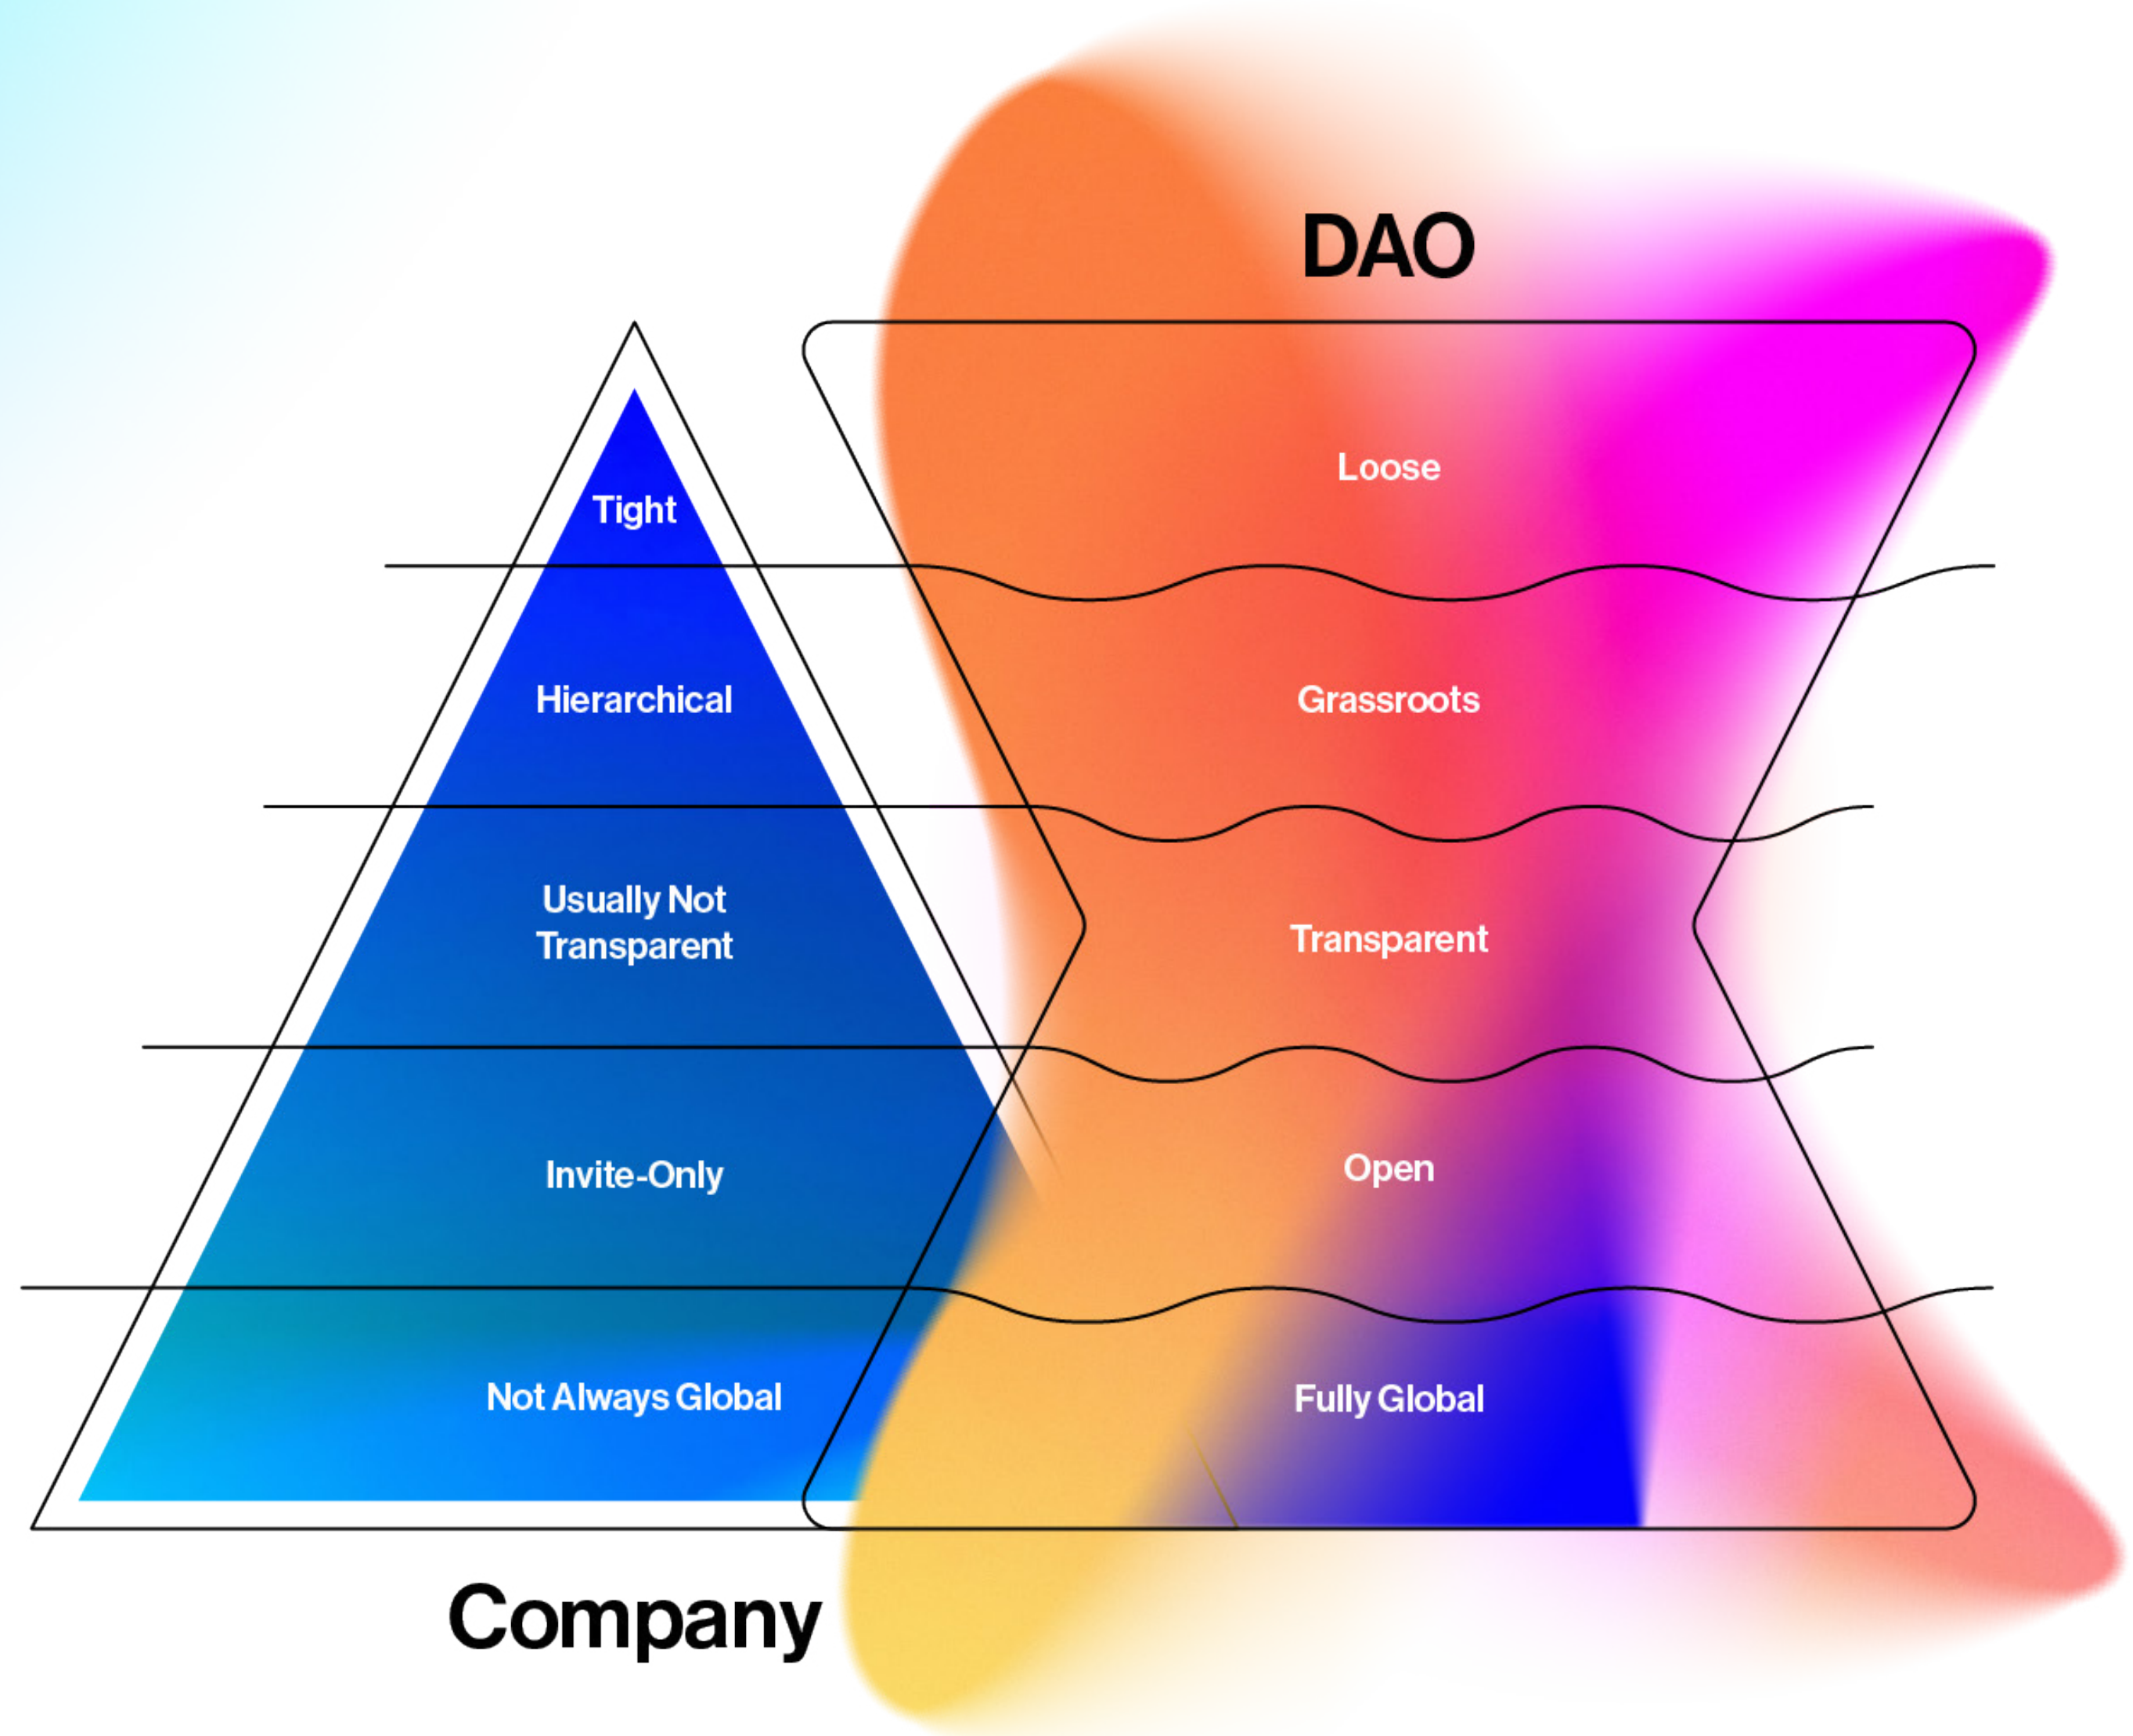 DAO
Tight
Loose
Hierarchical
Grassroots
Usually Not
Transparent
Transparent
Invite-Only
Open
Not Always Global
Fully Global
Company